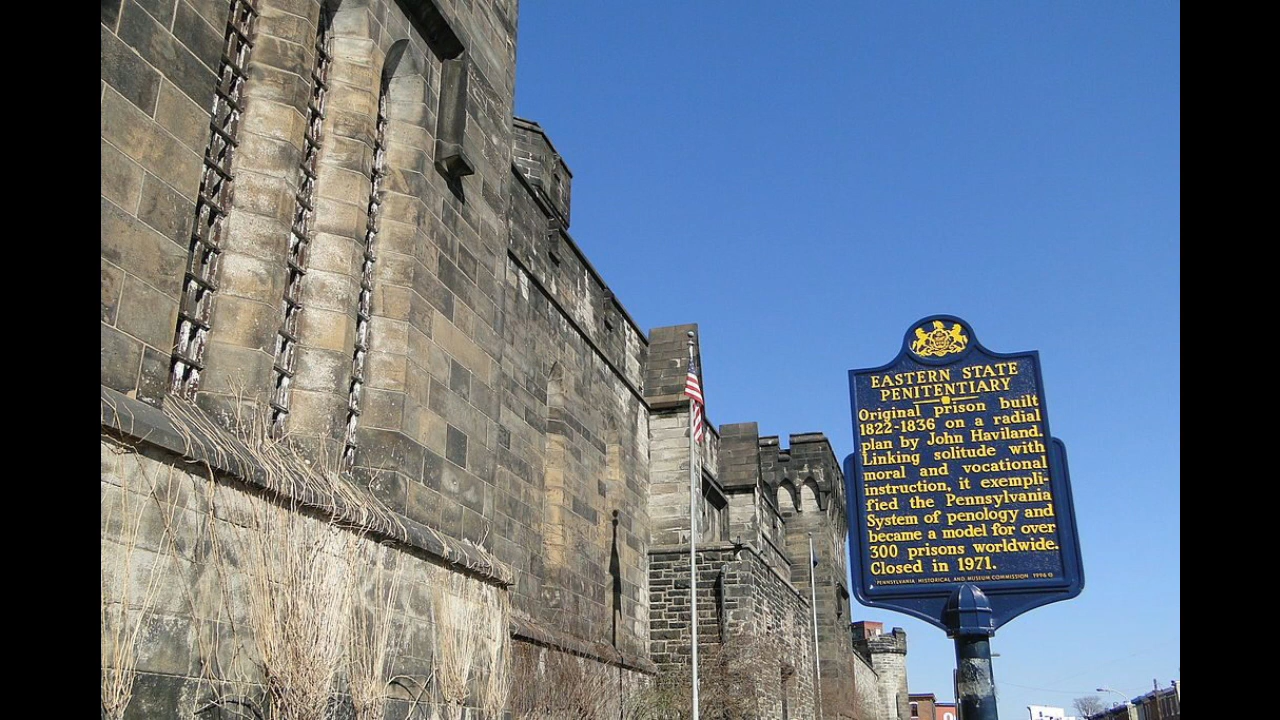 EASTERN STATE
PENITENTIARY
Original prison built
1822-1836 on a radial
plan by John Haviland.
Linking solitude with
moral and vocational
instruction, it exempli-
fied the Pennsylvania
System of penology and
became a model for over
300 prisons worldwide.
Closed in 1971.
PENNSYLVANIA HISTORICAL AND MUSEUM COMMISSION 1996 ©